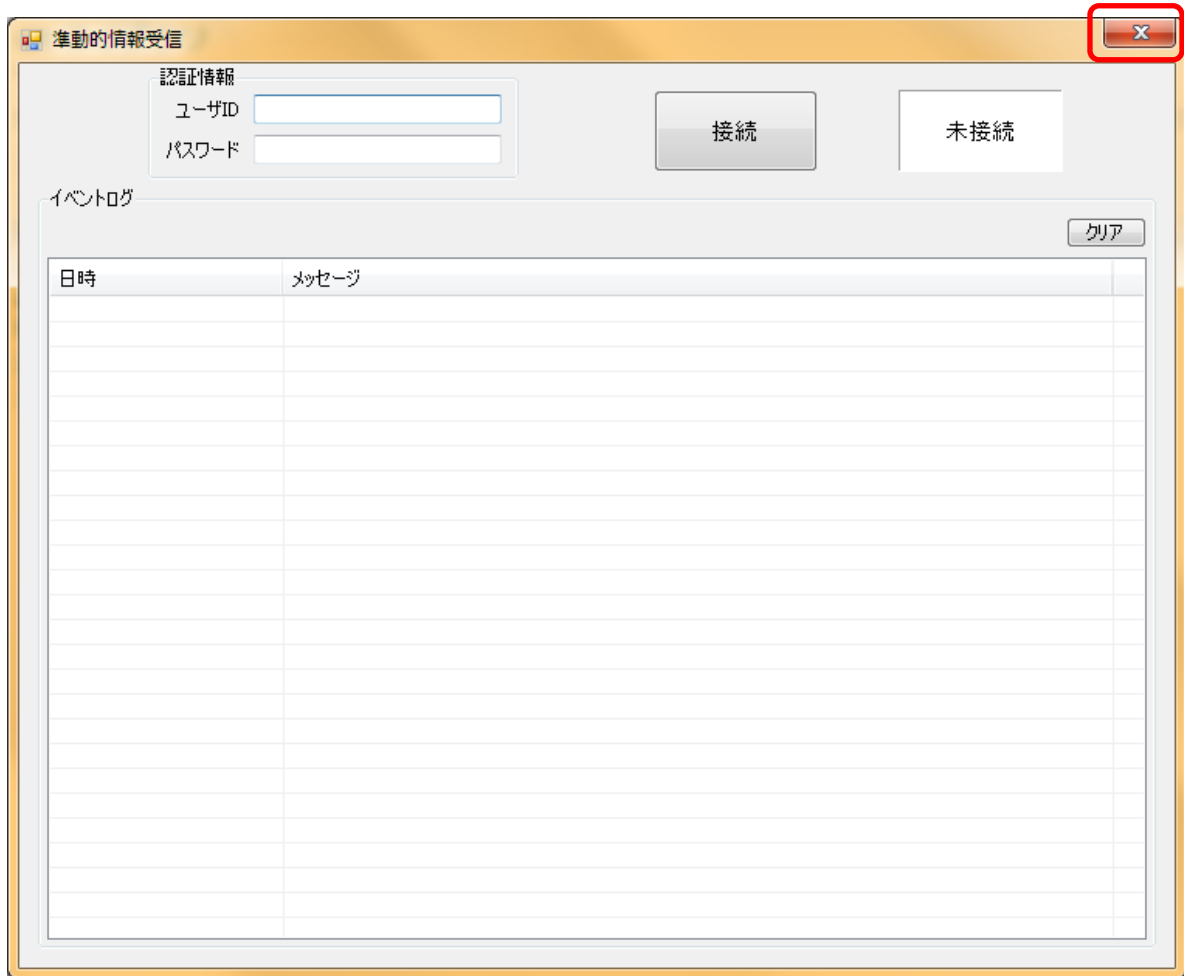 準動的情報受信
認証情報
ユーザID
パスワード
接続
未接続
イベントログ
クリア
日時 メッセージ